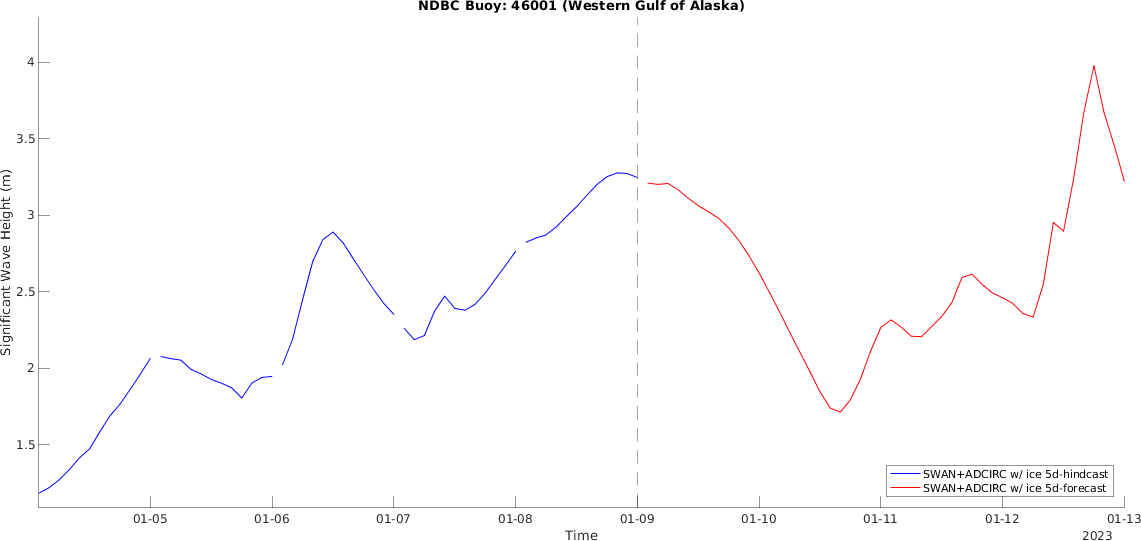 NDBC Buoy: 46001 (Western Gulf of Alaska)
Significant Wave Height (m)
4
3.5
3
2.5
2
1.5
SWAN+ADCIRC w/ ice 5d-hindcast
SWAN+ADCIRC w/ ice 5d-forecast
01-05 01-06 01-07 01-08 01-09 01-10 01-11 01-12 01-13
Time
2023